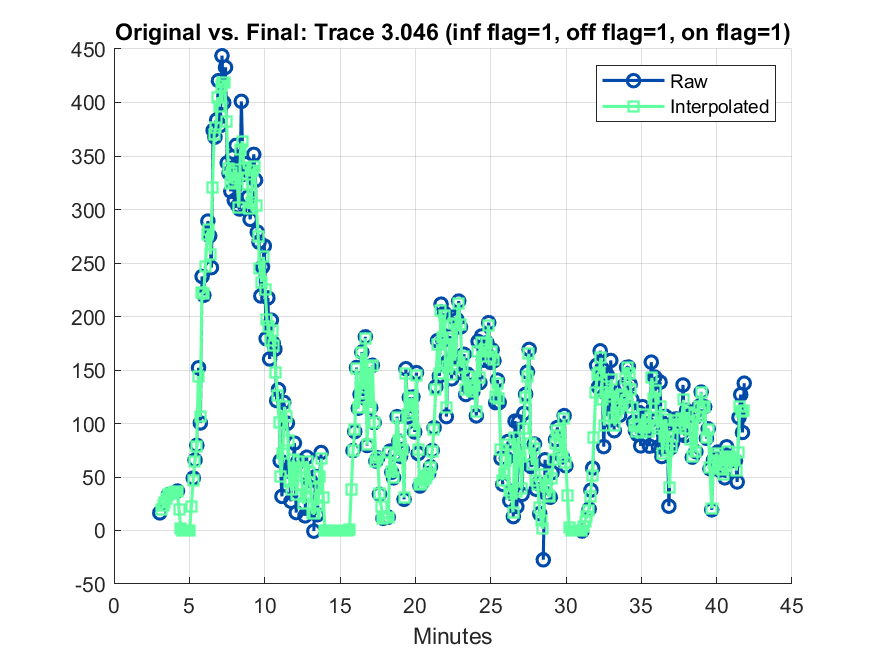 Original vs. Final: Trace 3.046 (inf flag=1, off flag=1, on flag=1)
450
400
350
300
250
200
150
100
50
0
-50
Raw
Interpolated
0 5 10 15 20 25 30 35 40 45
Minutes